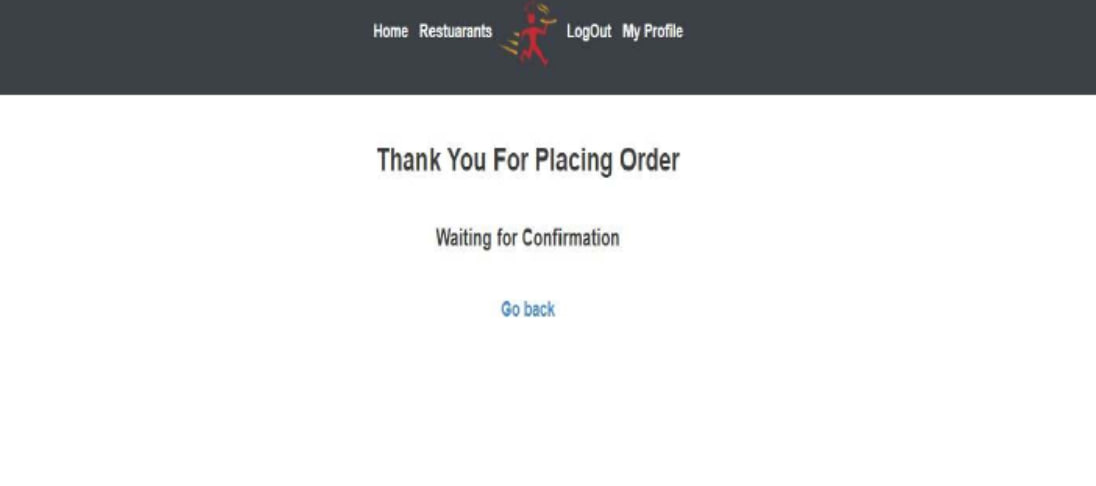 Home Restuarants LogOut My Profile
Thank You For Placing Order
Waiting for Confirmation
Go back